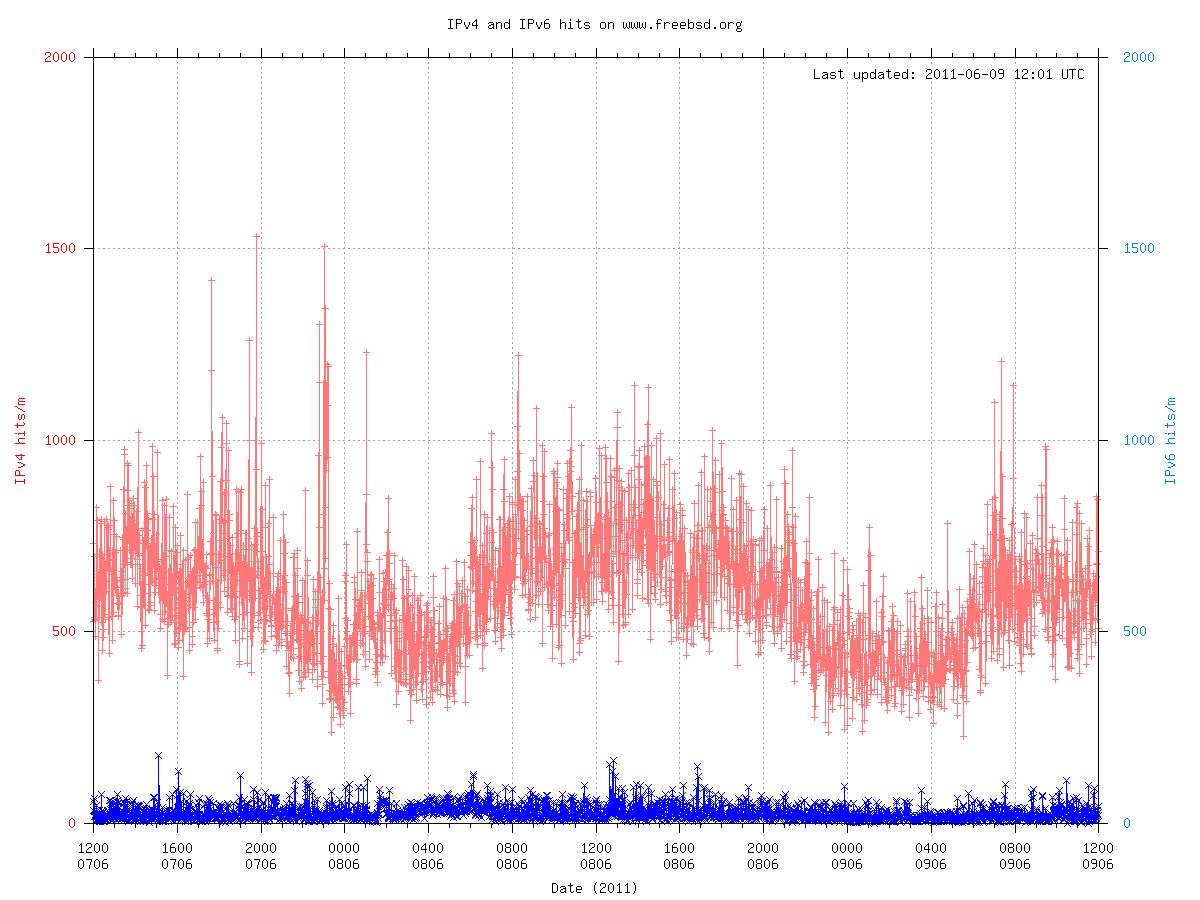 IPv4 and IPv6 hits on www.freebsd.org
Last updated: 2011-06-09 12:01 UTC
2000
1500
1000
500
0
IPv4 hits/m
2000
1500
1000
500
0
IPv6 hits/m
1200 1600 2000 0000 0400 0800 1200 1600 2000 0000 0400 0800 1200
0706 0706 0706 0806 0806 0806 0806 0806 0806 0906 0906 0906 0906
Date (2011)